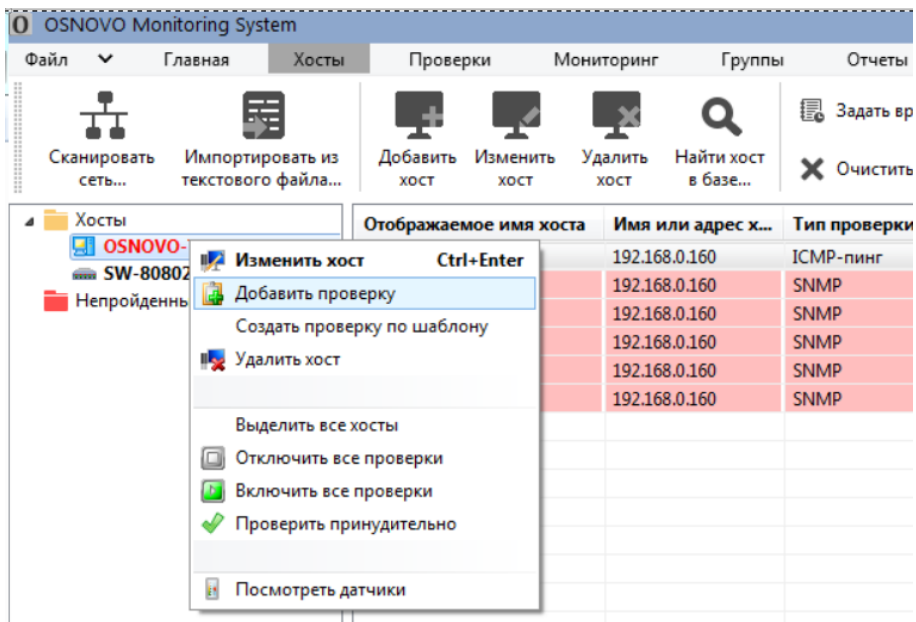 OSNOVO Monitoring System
Файл Главная Хосты Проверки Мониторинг Группы Отчеты
Сканировать сеть...
Импортировать из текстового файла...
Добавить хост
Изменить хост
Удалить хост
Найти хост в базе...
Задать вр
Очистить
Хосты
OSNOVO-
SW-80802
Непройденны
Отображаемое имя хоста Имя или адрес х... Тип проверки
192.168.0.160 ICMP-пинг
192.168.0.160 SNMP
192.168.0.160 SNMP
192.168.0.160 SNMP
192.168.0.160 SNMP
192.168.0.160 SNMP
Изменить хост Ctrl+Enter
Добавить проверку
Создать проверку по шаблону
Удалить хост
Выделить все хосты
Отключить все проверки
Включить все проверки
Проверить принудительно
Посмотреть датчики